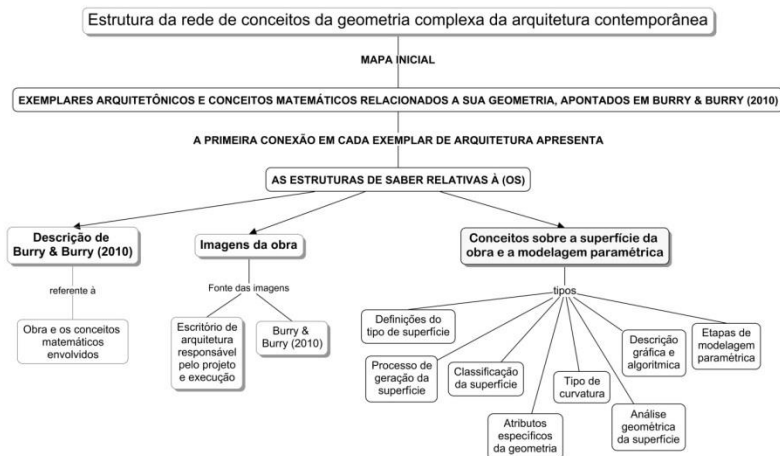 Estrutura da rede de conceitos da geometria complexa da arquitetura contemporânea
MAPA INICIAL
EXEMPLARES ARQUITETÔNICOS E CONCEITOS MATEMÁTICOS RELACIONADOS A SUA GEOMETRIA, APONTADOS EM BURRY & BURRY (2010)
A PRIMEIRA CONEXÃO EM CADA EXEMPLAR DE ARQUITETURA APRESENTA
AS ESTRUTURAS DE SABER RELATIVAS À (OS)
Descrição de
Burry & Burry (2010)
referente à
Obra e os conceitos
matemáticos
envolvidos
Imagens da obra
Fonte das imagens
Escritório de
arquitetura
responsável
pelo projeto
e execução
Burry &
Burry (2010)
Conceitos sobre a superfície da
obra e a modelagem paramétrica
tipos
Definições do
tipo de superfície
Processo de
geração da
superfície
Classificação
da superfície
Atributos
específicos
da geometria
Tipo de
curvatura
Análise
geométrica
da superfície
Descrição
gráfica e
algoritmica
Etapas de
modelagem
paramétrica